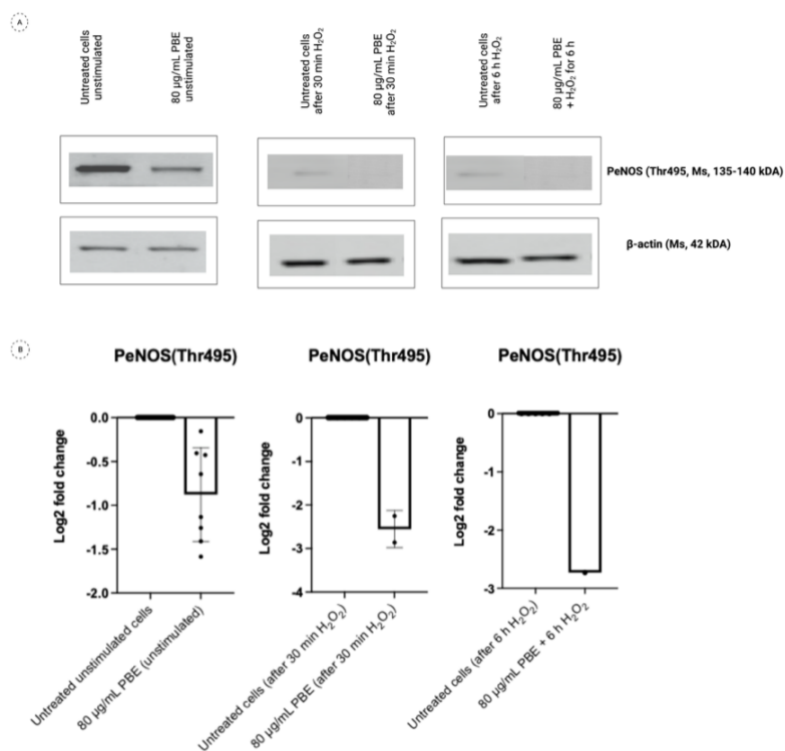 A
Untreated cells
unstimulated
80 µg/mL PBE
unstimulated
Untreated cells
after 30 min H₂O₂
80 µg/mL PBE
after 30 min H₂O₂
Untreated cells
after 6 h H₂O₂
80 µg/mL PBE
+ H₂O₂ for 6 h
PeNOS (Thr495, Ms, 135-140 kDA)
β-actin (Ms, 42 kDA)
B
PeNOS(Thr495)
Log2 fold change
0.0
-0.5
-1.0
-1.5
-2.0
Untreated unstimulated cells
80 µg/mL PBE (unstimulated)
PeNOS(Thr495)
Log2 fold change
0
-1
-2
-3
-4
Untreated cells (after 30 min H₂O₂)
80 µg/mL PBE (after 30 min H₂O₂)
PeNOS(Thr495)
Log2 fold change
0
-1
-2
-3
Untreated cells (after 6 h H₂O₂)
80 µg/mL PBE + 6 h H₂O₂